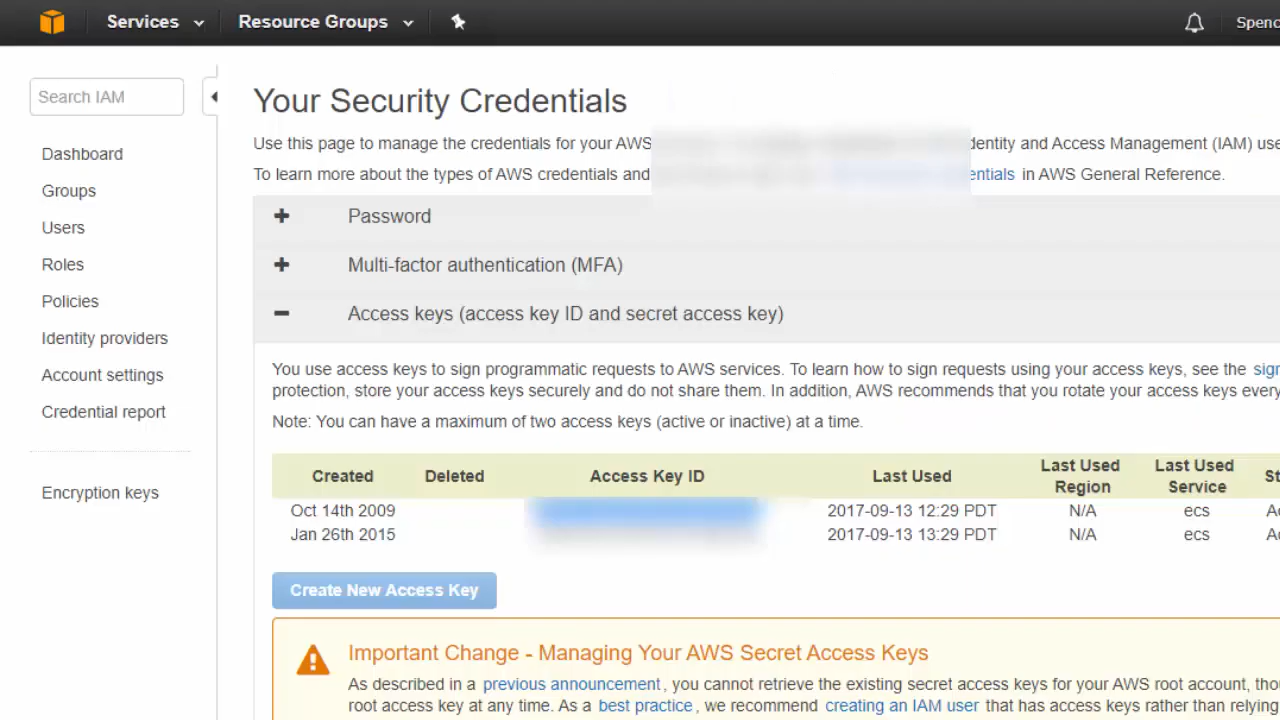 Services
Resource Groups
Spenc
Search IAM
Your Security Credentials
Use this page to manage the credentials for your AWS dentity and Access Management (IAM) use
To learn more about the types of AWS credentials and entials in AWS General Reference.
Dashboard
Groups
Users
Roles
Policies
Identity providers
Account settings
Credential report
Encryption keys
Password
Multi-factor authentication (MFA)
Access keys (access key ID and secret access key)
You use access keys to sign programmatic requests to AWS services. To learn how to sign requests using your access keys, see the sign
protection, store your access keys securely and do not share them. In addition, AWS recommends that you rotate your access keys every
Note: You can have a maximum of two access keys (active or inactive) at a time.
Created Deleted Access Key ID Last Used Last Used Region Last Used Service St
Oct 14th 2009 2017-09-13 12:29 PDT N/A ecs Ac
Jan 26th 2015 2017-09-13 13:29 PDT N/A ecs Ac
Create New Access Key
Important Change - Managing Your AWS Secret Access Keys
As described in a previous announcement, you cannot retrieve the existing secret access keys for your AWS root account, thou
root access key at any time. As a best practice, we recommend creating an IAM user that has access keys rather than relying